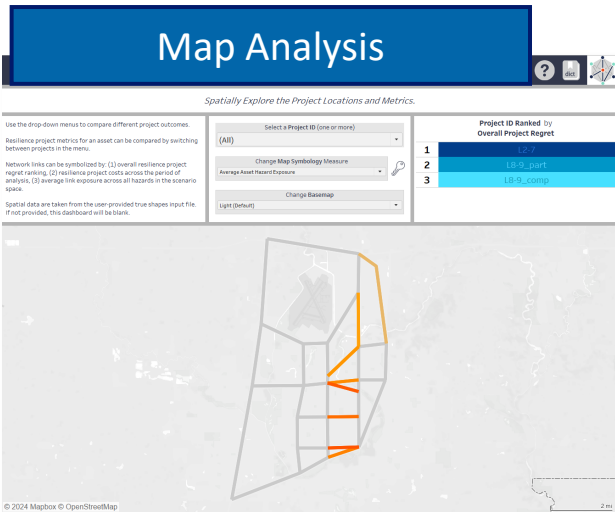 Map Analysis
?
dict
Spatially Explore the Project Locations and Metrics.
Use the drop-down menus to compare different project outcomes.
Resilience project metrics for an asset can be compared by switching
between projects in the menu.
Network links can be symbolized by: (1) overall resilience project
regret ranking, (2) resilience project costs across the period of
analysis, (3) average link exposure across all hazards in the scenario
space.
Spatial data are taken from the user-provided true shapes input file.
If not provided, this dashboard will be blank.
Select a Project ID (one or more)
(All)
Change Map Symbology Measure
Average Asset Hazard Exposure
Change Basemap
Light (Default)
Project ID Ranked by
Overall Project Regret
1 L2-7
2 L8-9_part
3 L8-9_comp
© 2024 Mapbox © OpenStreetMap
2 mi